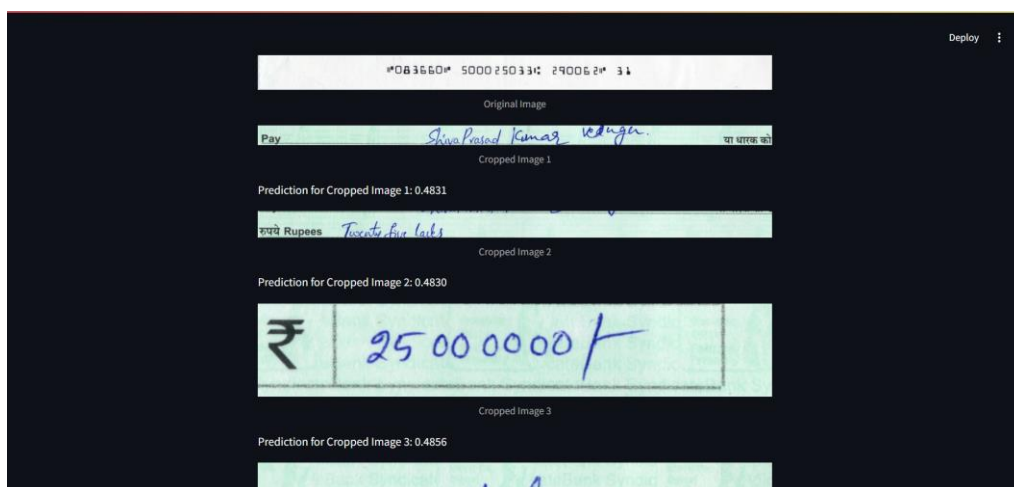 Deploy
⑈083660⑈ 500025033⑆ 290062⑈ 31
Original Image
Pay Shiva Prasad Kumar Vedugu. या धारक को
Cropped Image 1
Prediction for Cropped Image 1: 0.4831
रुपये Rupees Twenty five lacks
Cropped Image 2
Prediction for Cropped Image 2: 0.4830
₹ 25 00 00 00/-
Cropped Image 3
Prediction for Cropped Image 3: 0.4856